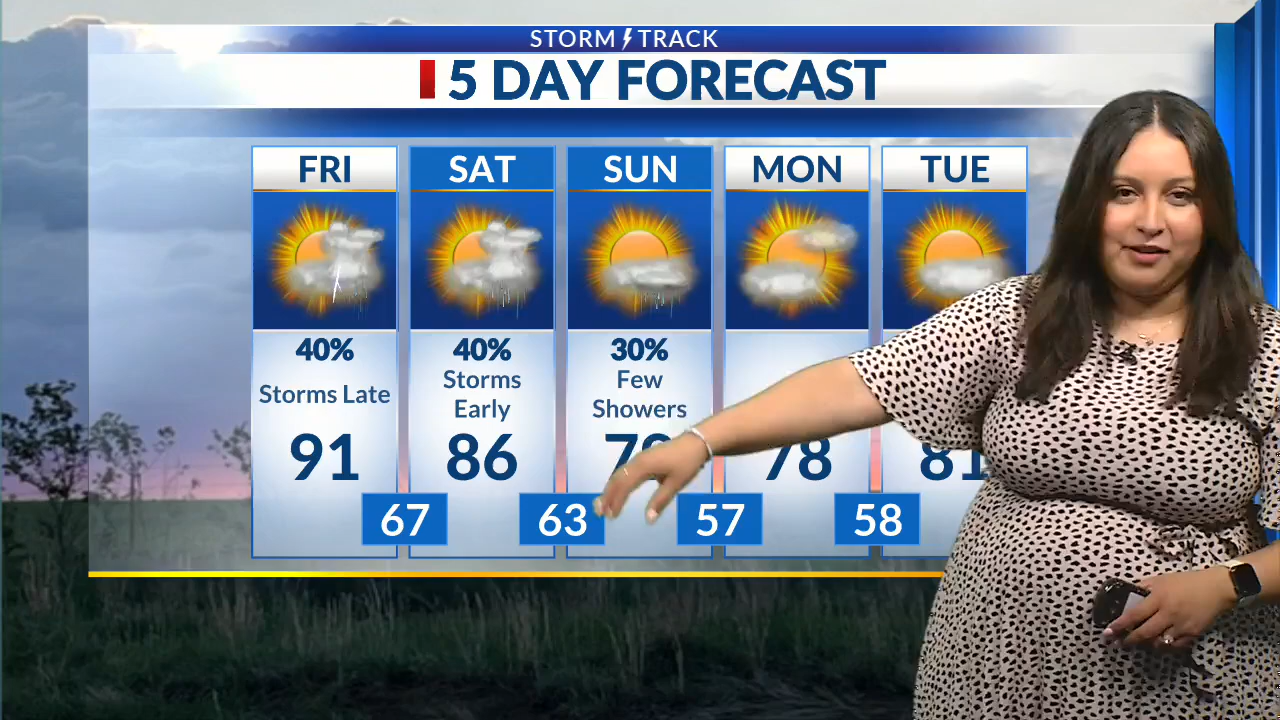 STORM TRACK
5 DAY FORECAST
FRI SAT SUN MON TUE
40% 40% 30%
Storms Late
Storms
Early
Few
Showers
91 86 78 81
67 63 57 58